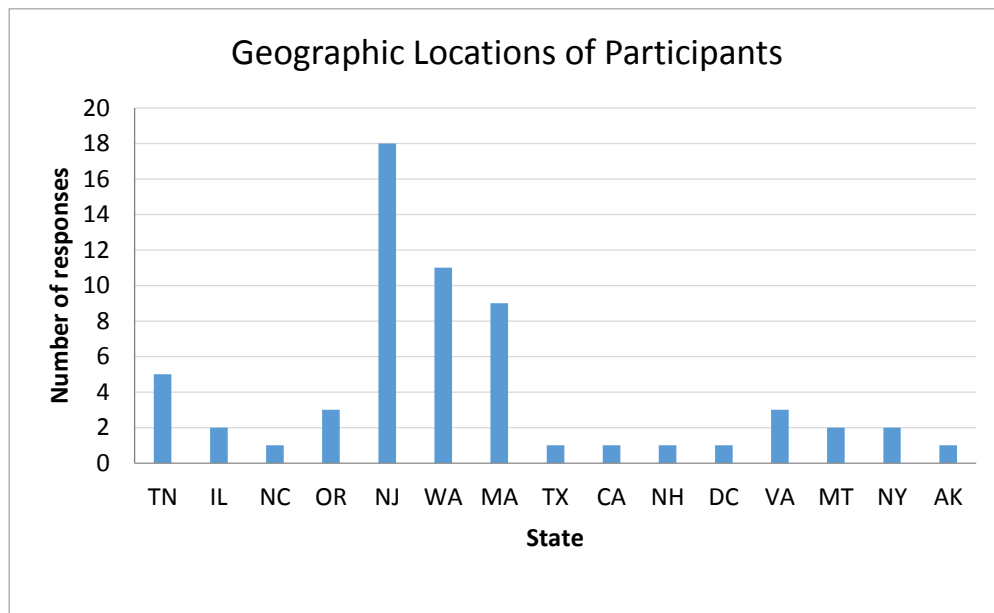 Geographic Locations of Participants
20
18
16
14
12
10
8
6
4
2
0
Number of responses
TN IL NC OR NJ WA MA TX CA NH DC VA MT NY AK
State